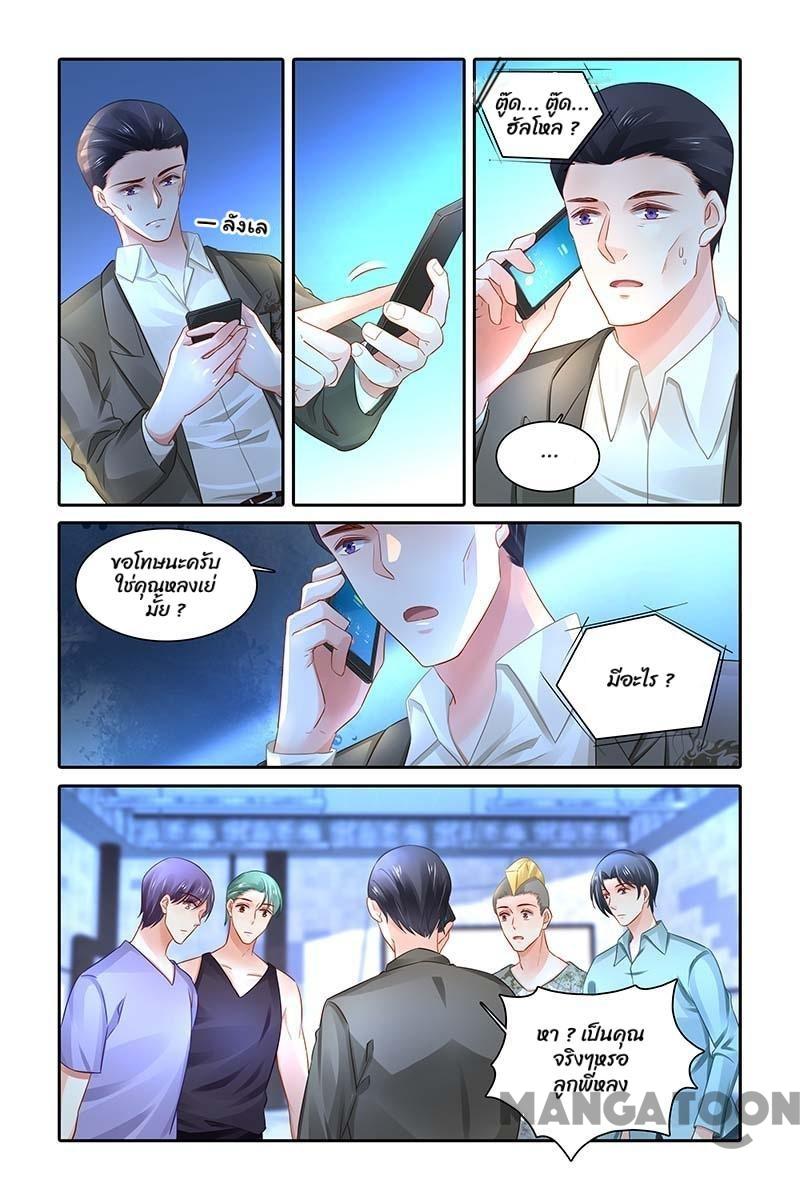 — ลังเล
ตู๊ด... ตู๊ด...
ฮัลโหล ?
...
ขอโทษนะครับ
ใช่คุณหลงเย่
มั้ย ?
มีอะไร ?
หา ? เป็นคุณ
จริงๆหรอ
ลูกพี่หลง
MANGATOON